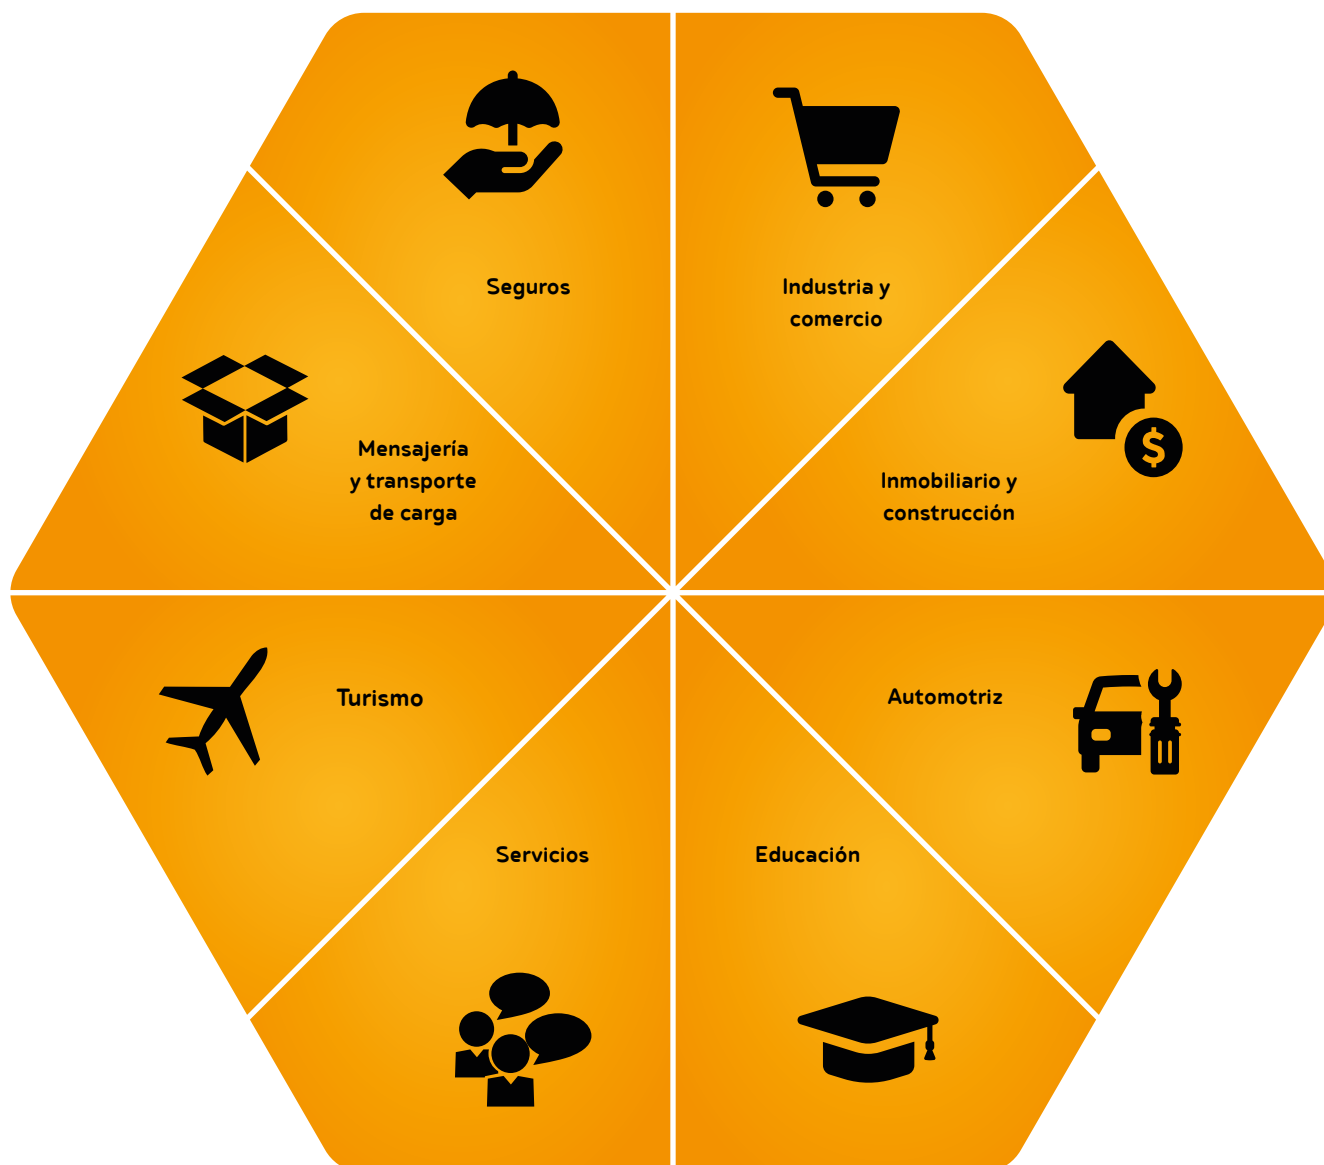 Seguros
Industria y
comercio
Mensajería
y transporte
de carga
Inmobiliario y
construcción
Turismo
Automotriz
Servicios
Educación
$